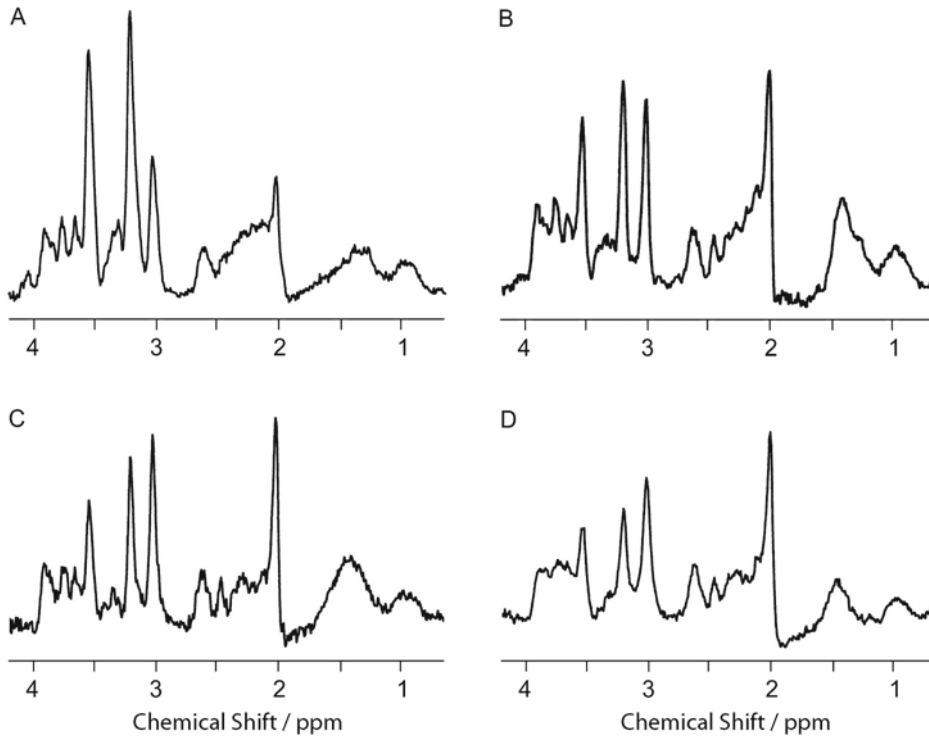 A B
4 3 2 1 4 3 2 1
C D
4 3 2 1 4 3 2 1
Chemical Shift / ppm Chemical Shift / ppm